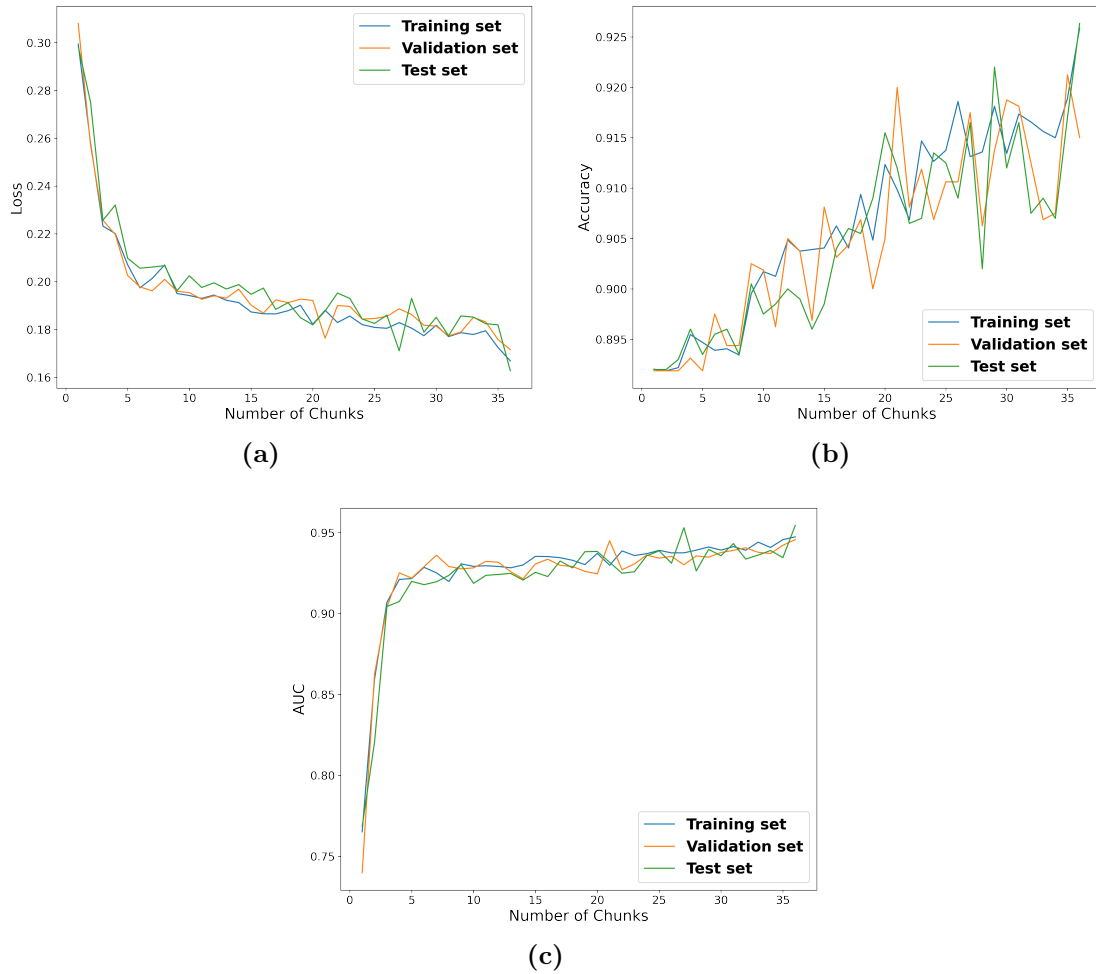 0.30
0.28
0.26
0.24
0.22
0.20
0.18
0.16
Loss
0 5 10 15 20 25 30 35
Number of Chunks
Training set
Validation set
Test set
(a)
0.925
0.920
0.915
0.910
0.905
0.900
0.895
Accuracy
0 5 10 15 20 25 30 35
Number of Chunks
Training set
Validation set
Test set
(b)
0.95
0.90
0.85
0.80
0.75
AUC
0 5 10 15 20 25 30 35
Number of Chunks
Training set
Validation set
Test set
(c)